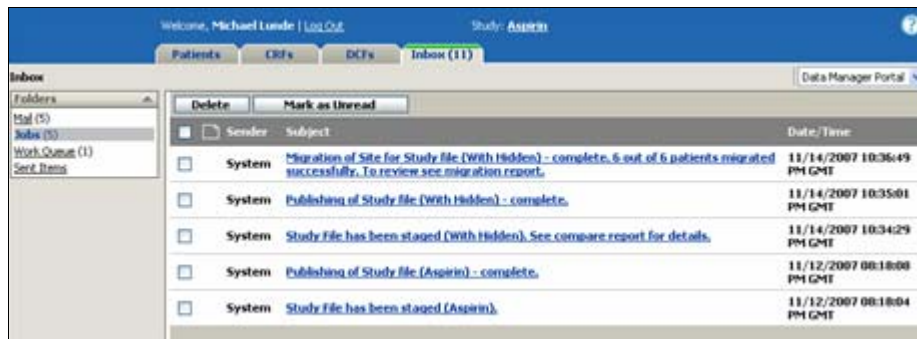 Welcome, Michael Lunde | Log Out
Study: Aspirin
Patients CRFs DCFs Inbox (11)
Inbox
Data Manager Portal
Folders
Mail (5)
Jobs (5)
Work Queue (1)
Sent Items
Delete Mark as Unread
Sender Subject Date/Time
System Migration of Site for Study file (With Hidden) - complete. 6 out of 6 patients migrated 11/14/2007 10:36:49
successfully. To review see migration report. PM GMT
System Publishing of Study file (With Hidden) - complete. 11/14/2007 10:35:01
PM GMT
System Study File has been staged (With Hidden). See compare report for details. 11/14/2007 10:34:29
PM GMT
System Publishing of Study file (Aspirin) - complete. 11/12/2007 08:18:08
PM GMT
System Study File has been staged (Aspirin). 11/12/2007 08:18:04
PM GMT